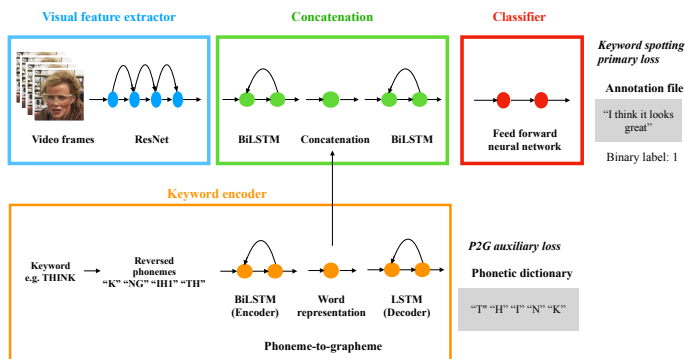 Visual feature extractor
Concatenation
Classifier
Video frames
ResNet
BiLSTM
Concatenation
BiLSTM
Feed forward
neural network
Keyword spotting
primary loss
Annotation file
“I think it looks
great”
Binary label: 1
Keyword encoder
Keyword
e.g. THINK
Reversed
phonemes
“K” “NG” “IH1” “TH”
BiLSTM
(Encoder)
Word
representation
LSTM
(Decoder)
Phoneme-to-grapheme
P2G auxiliary loss
Phonetic dictionary
“T” “H” “I” “N” “K”